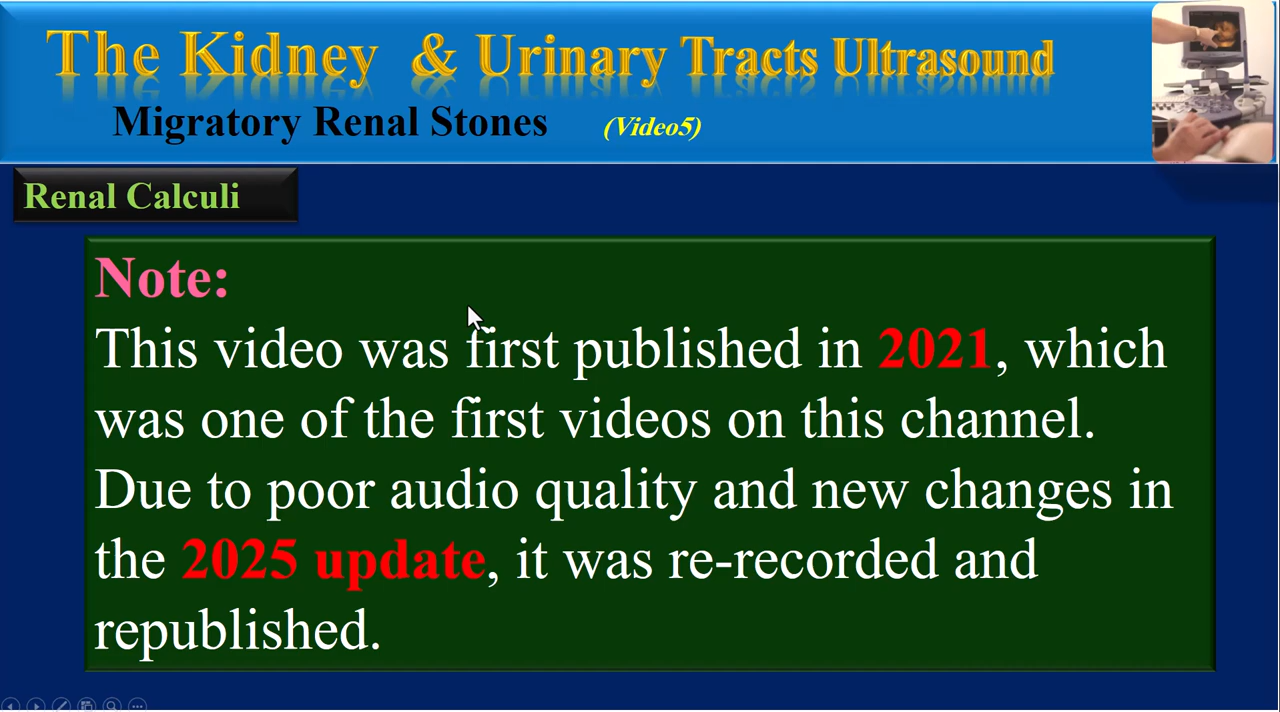 The Kidney & Urinary Tracts Ultrasound
Migratory Renal Stones (Video5)
Renal Calculi
Note:
This video was first published in 2021, which
was one of the first videos on this channel.
Due to poor audio quality and new changes in
the 2025 update, it was re-recorded and
republished.